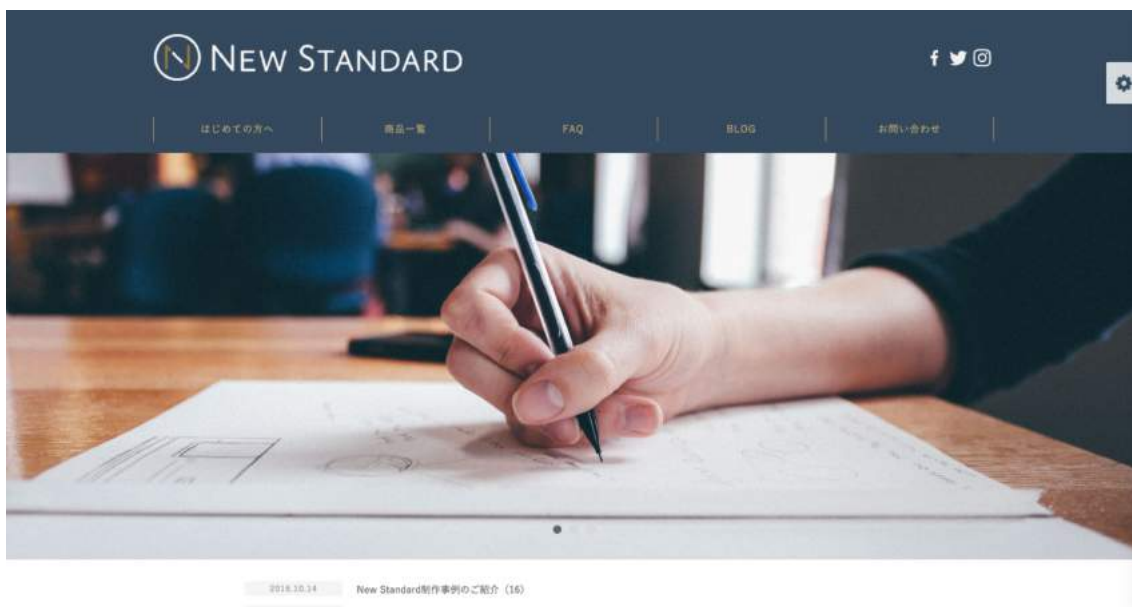 NEW STANDARD
はじめての方へ
商品一覧
FAQ
BLOG
お問い合わせ
2016.10.14 New Standard制作事例のご紹介（16）